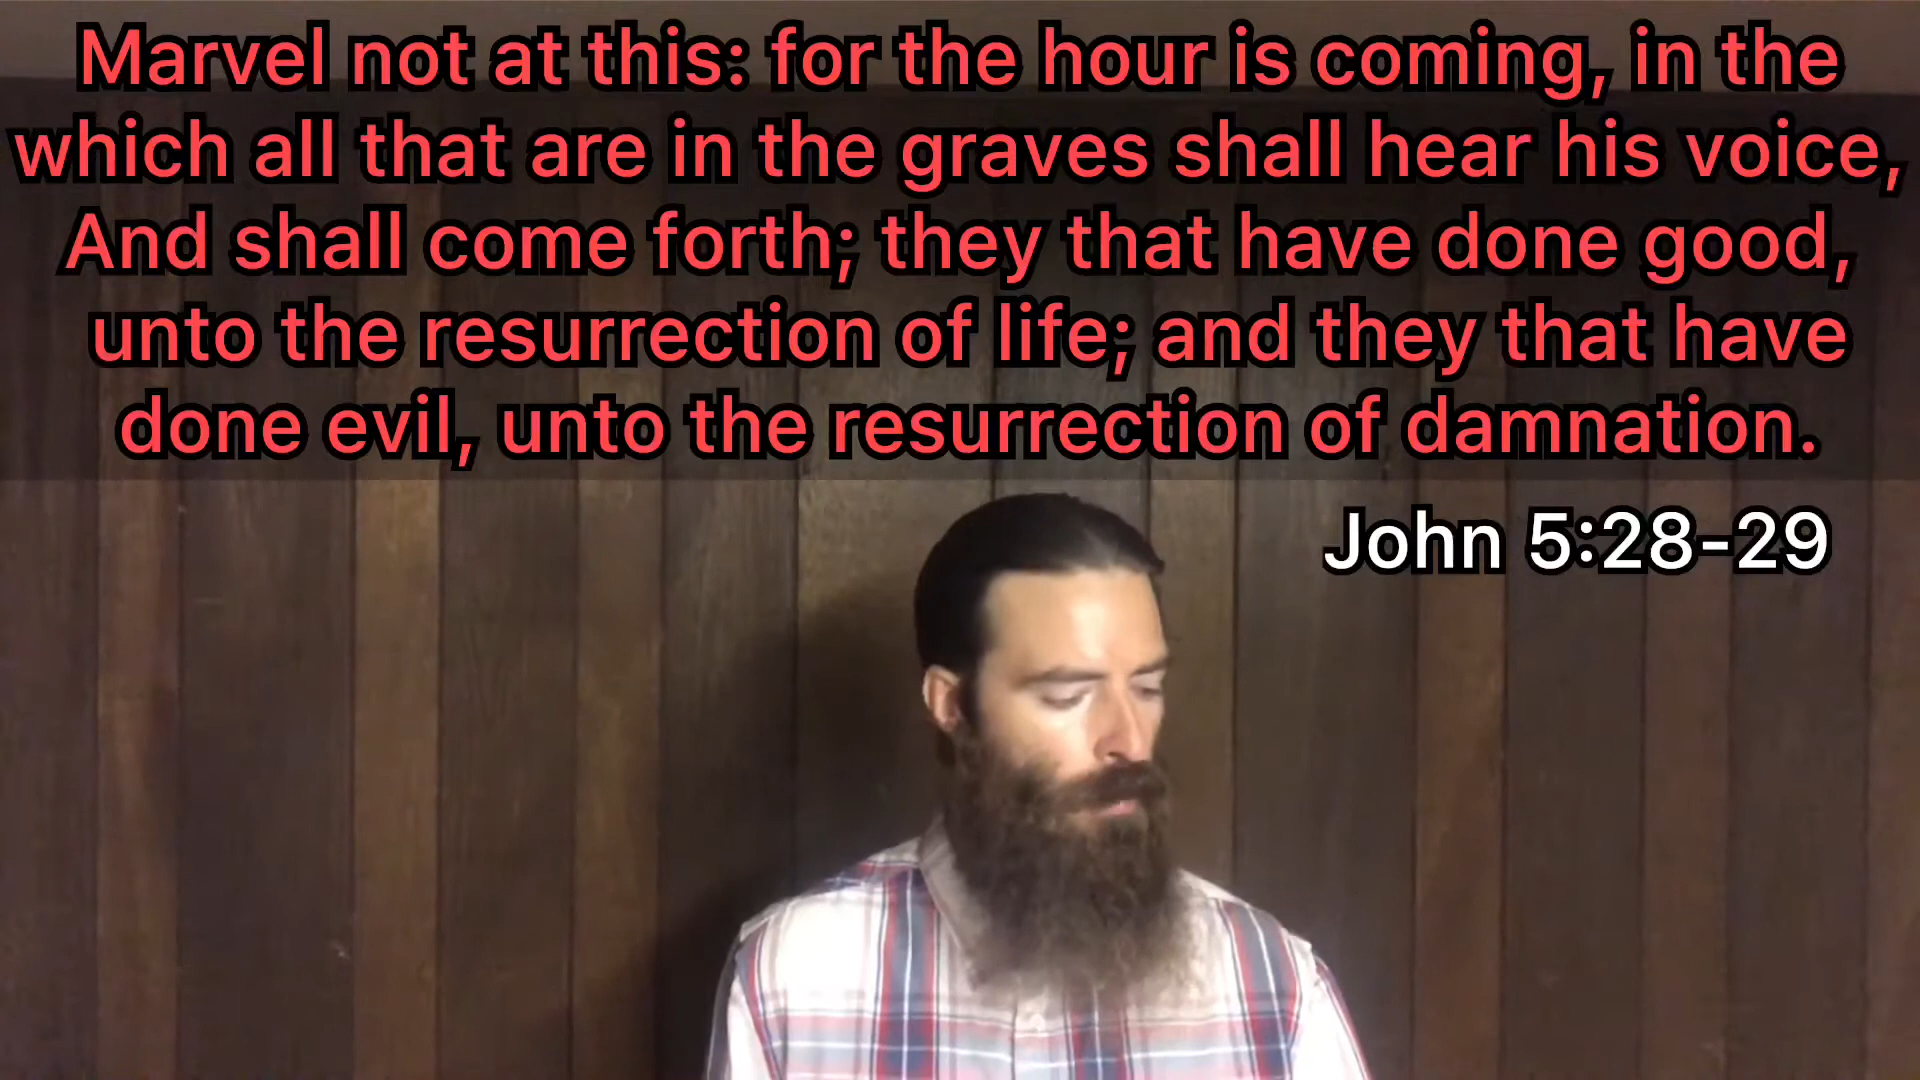 Marvel not at this: for the hour is coming, in the
which all that are in the graves shall hear his voice,
And shall come forth; they that have done good,
unto the resurrection of life; and they that have
done evil, unto the resurrection of damnation.
John 5:28-29